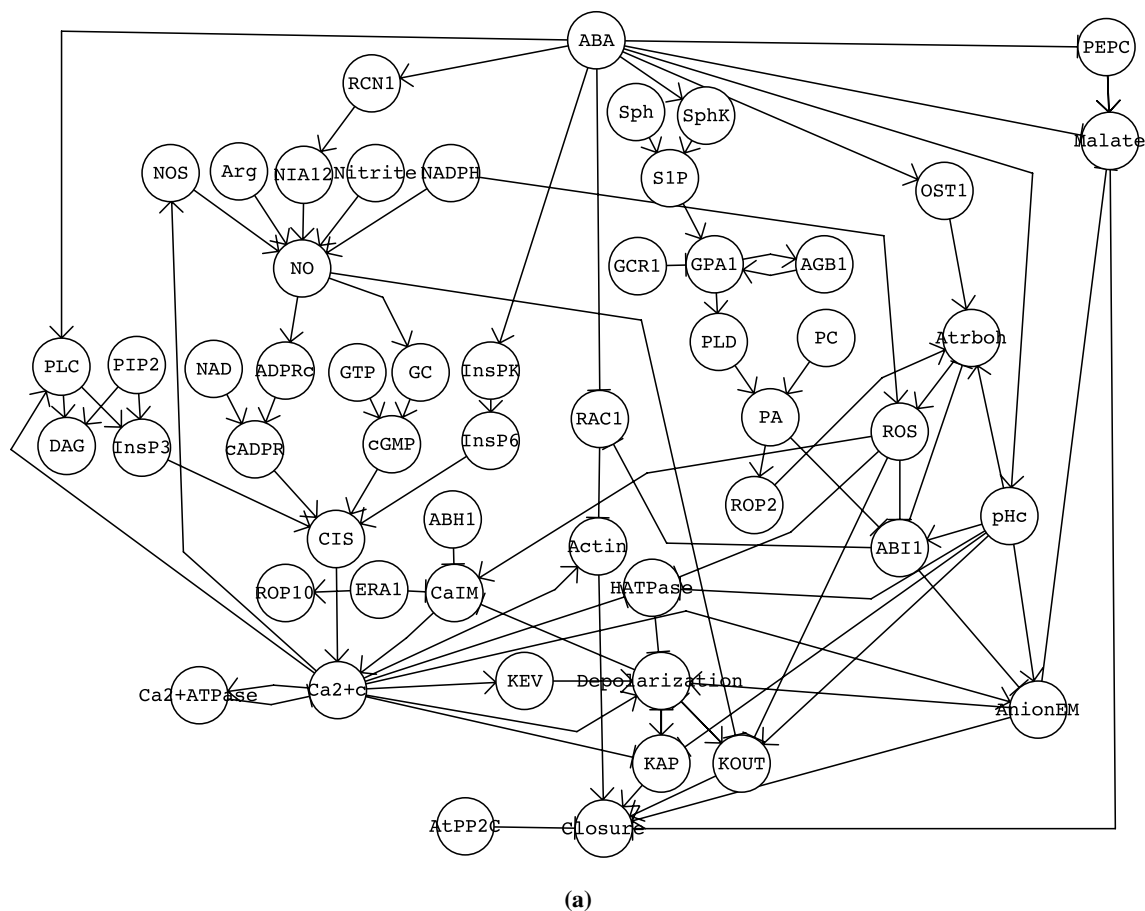 ABA
PEPC
RCN1
Sph
SphK
Malate
NOS
Arg
NIA12
Nitrite
NADPH
S1P
OST1
NO
GCR1
GPA1
AGB1
PLC
PIP2
NAD
ADPRc
GTP
GC
InsPK
PLD
PC
Atrboh
DAG
InsP3
cADPR
cGMP
InsP6
RAC1
PA
ROS
ROP2
pHc
CIS
ABH1
Actin
ABI1
ROP10
ERA1
CaIM
HATPase
Ca2+ATPase
Ca2+c
KEV
Depolarization
AnionEM
KAP
KOUT
AtPP2C
Closure
(a)